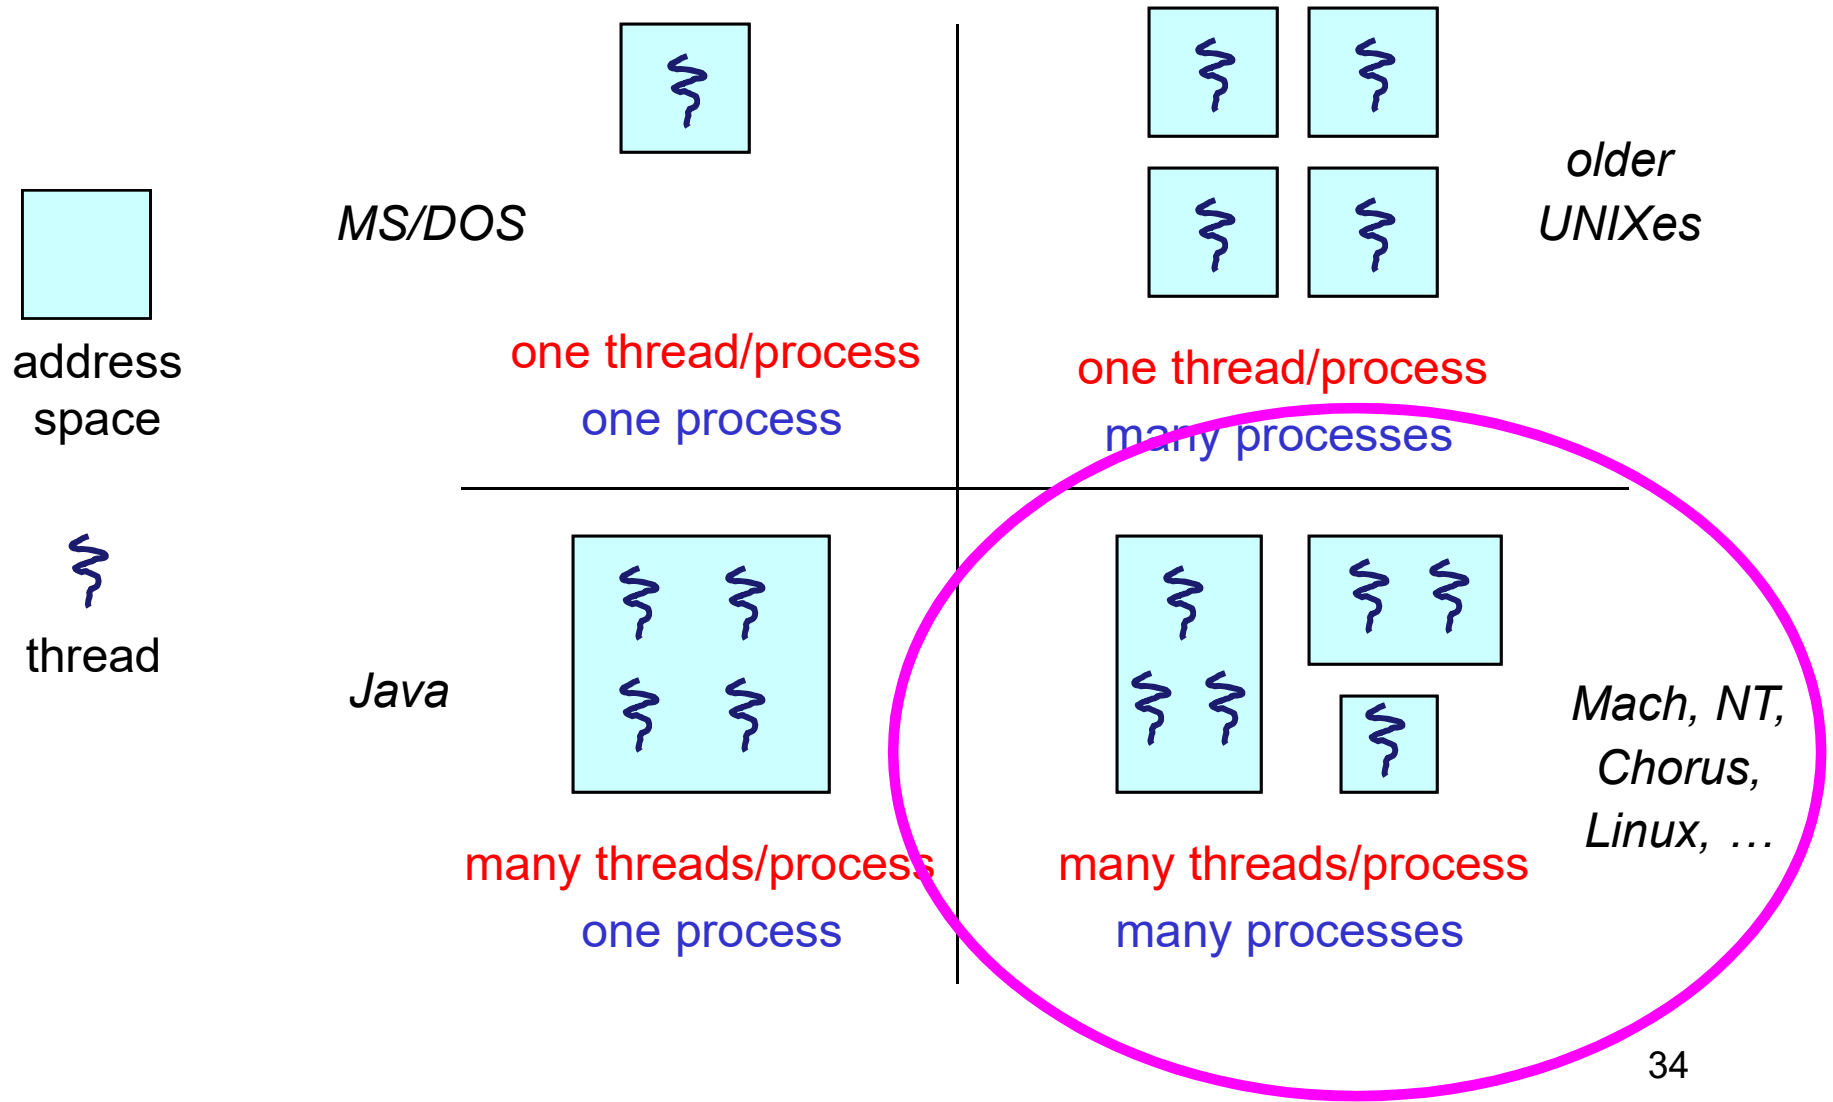 address
space
thread
MS/DOS
one thread/process
one process
older
UNIXes
one thread/process
many processes
Java
many threads/process
one process
Mach, NT,
Chorus,
Linux, …
many threads/process
many processes
34